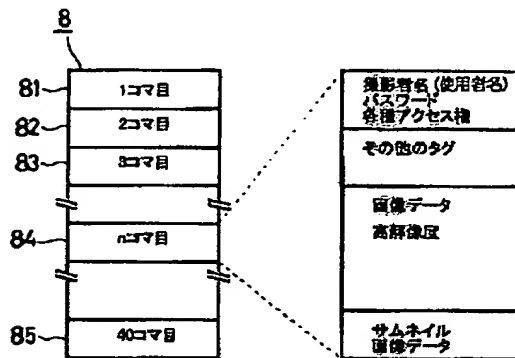 8
81
1コマ目
82
2コマ目
83
3コマ目
84
nコマ目
85
40コマ目
撮影者名(使用者名)
パスワード
各種アクセス権
その他のタグ
画像データ
高解像度
サムネイル
画像データ